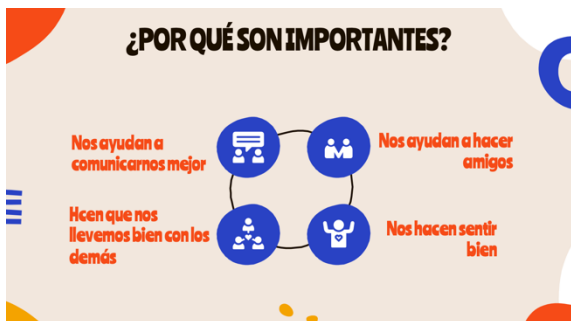 ¿POR QUÉ SON IMPORTANTES?
Nos ayudan a
comunicarnos mejor
Nos ayudan a hacer
amigos
Hcen que nos
llevemos bien con los
demás
Nos hacen sentir
bien